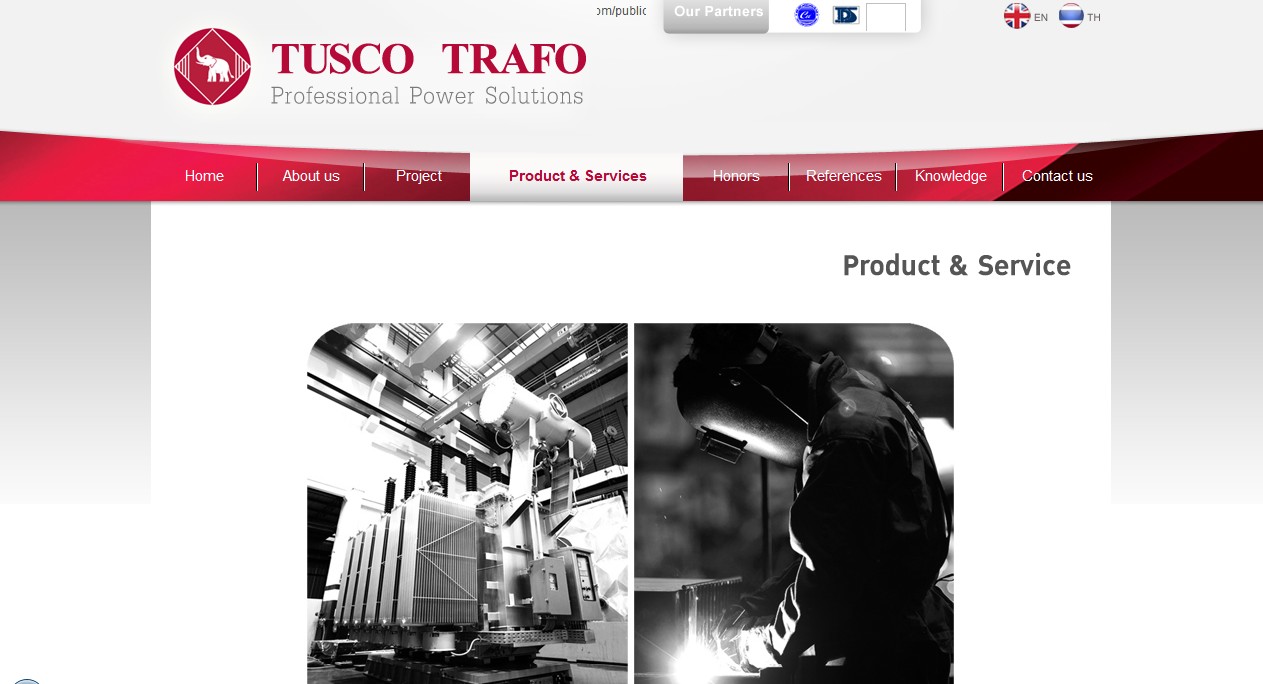 om/public
Our Partners
EN
TH
TUSCO TRAFO
Professional Power Solutions
Home
About us
Project
Product & Services
Honors
References
Knowledge
Contact us
Product & Service